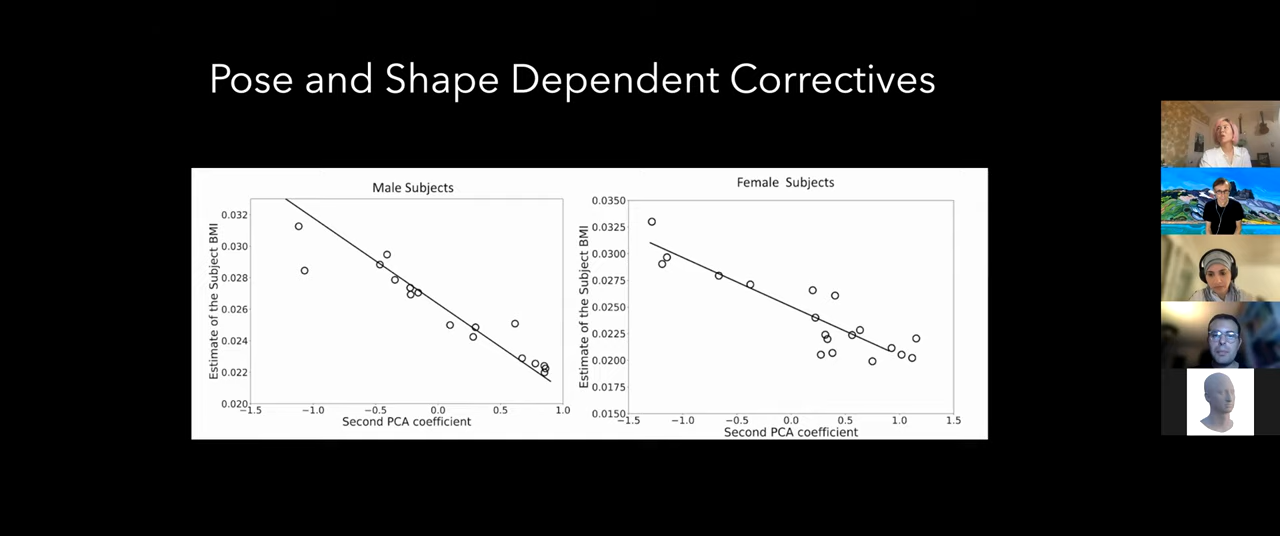 Pose and Shape Dependent Correctives
Male Subjects
Estimate of the Subject BMI
0.032
0.030
0.028
0.026
0.024
0.022
0.020
−1.5 −1.0 −0.5 0.0 0.5 1.0
Second PCA coefficient
Female Subjects
Estimate of the Subject BMI
0.0350
0.0325
0.0300
0.0275
0.0250
0.0225
0.0200
0.0175
0.0150
−1.5 −1.0 −0.5 0.0 0.5 1.0 1.5
Second PCA coefficient